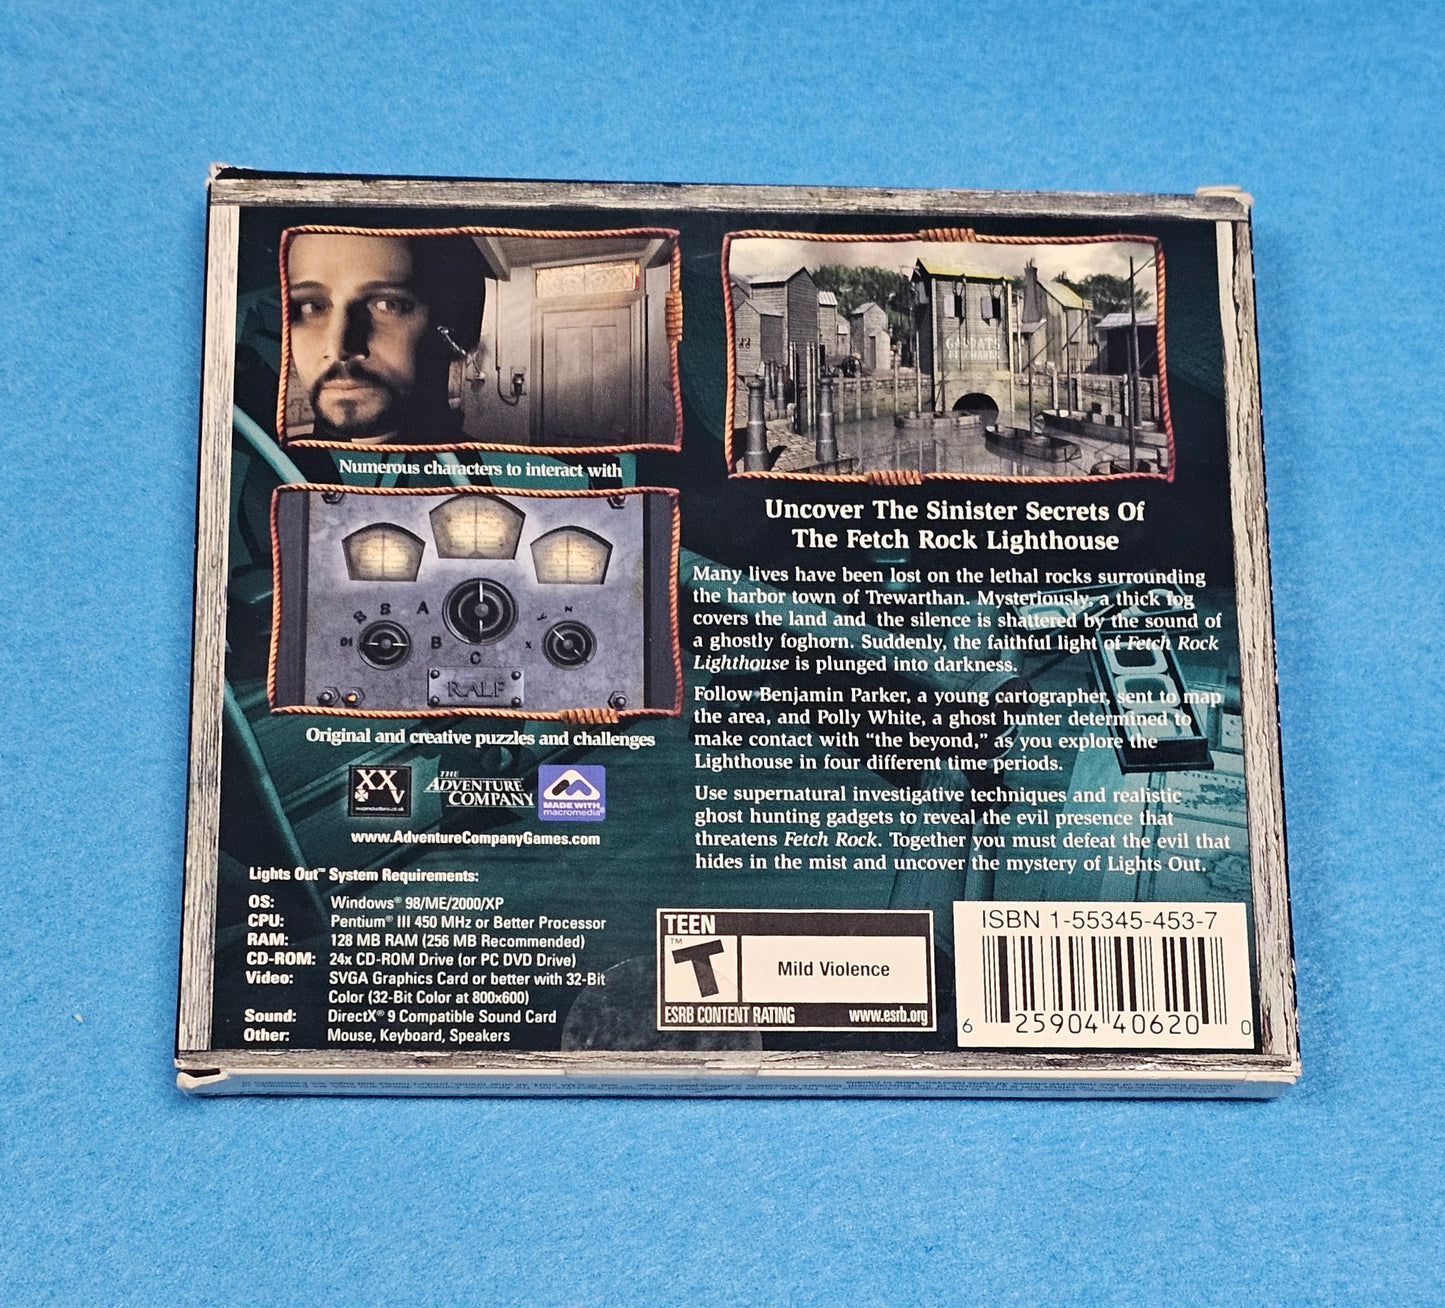 Numerous characters to interact with
S
S
A
B
C
X
Y
N
RALF
Original and creative puzzles and challenges
XX
V
THE
ADVENTURE
COMPANY
MADE WITH
macromedia®
www.AdventureCompanyGames.com
Lights Out™ System Requirements:
OS: Windows® 98/ME/2000/XP
CPU: Pentium® III 450 MHz or Better Processor
RAM: 128 MB RAM (256 MB Recommended)
CD-ROM: 24x CD-ROM Drive (or PC DVD Drive)
Video: SVGA Graphics Card or better with 32-Bit
Color (32-Bit Color at 800x600)
Sound: DirectX® 9 Compatible Sound Card
Other: Mouse, Keyboard, Speakers
Uncover The Sinister Secrets Of
The Fetch Rock Lighthouse
Many lives have been lost on the lethal rocks surrounding
the harbor town of Trewarthan. Mysteriously, a thick fog
covers the land and the silence is shattered by the sound of
a ghostly foghorn. Suddenly, the faithful light of Fetch Rock
Lighthouse is plunged into darkness.
Follow Benjamin Parker, a young cartographer, sent to map
the area, and Polly White, a ghost hunter determined to
make contact with “the beyond,” as you explore the
Lighthouse in four different time periods.
Use supernatural investigative techniques and realistic
ghost hunting gadgets to reveal the evil presence that
threatens Fetch Rock. Together you must defeat the evil that
hides in the mist and uncover the mystery of Lights Out.
TEEN
T™
Mild Violence
ESRB CONTENT RATING www.esrb.org
ISBN 1-55345-453-7
6 25904 40620 0